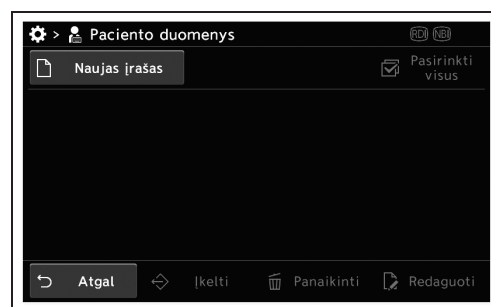 > Paciento duomenys RDI NBI
Naujas įrašas
Pasirinkti
visus
Atgal Įkelti Panaikinti Redaguoti